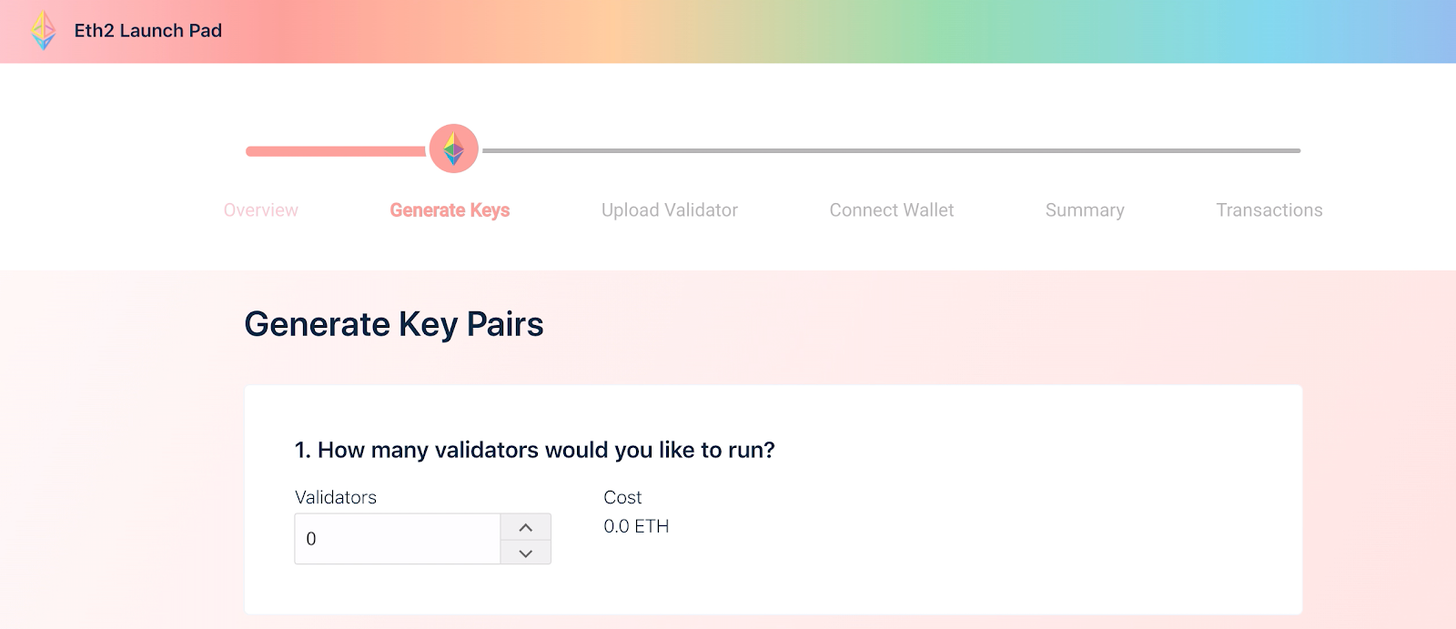 Eth2 Launch Pad
Overview Generate Keys Upload Validator Connect Wallet Summary Transactions
Generate Key Pairs
1. How many validators would you like to run?
Validators Cost
0 0.0 ETH